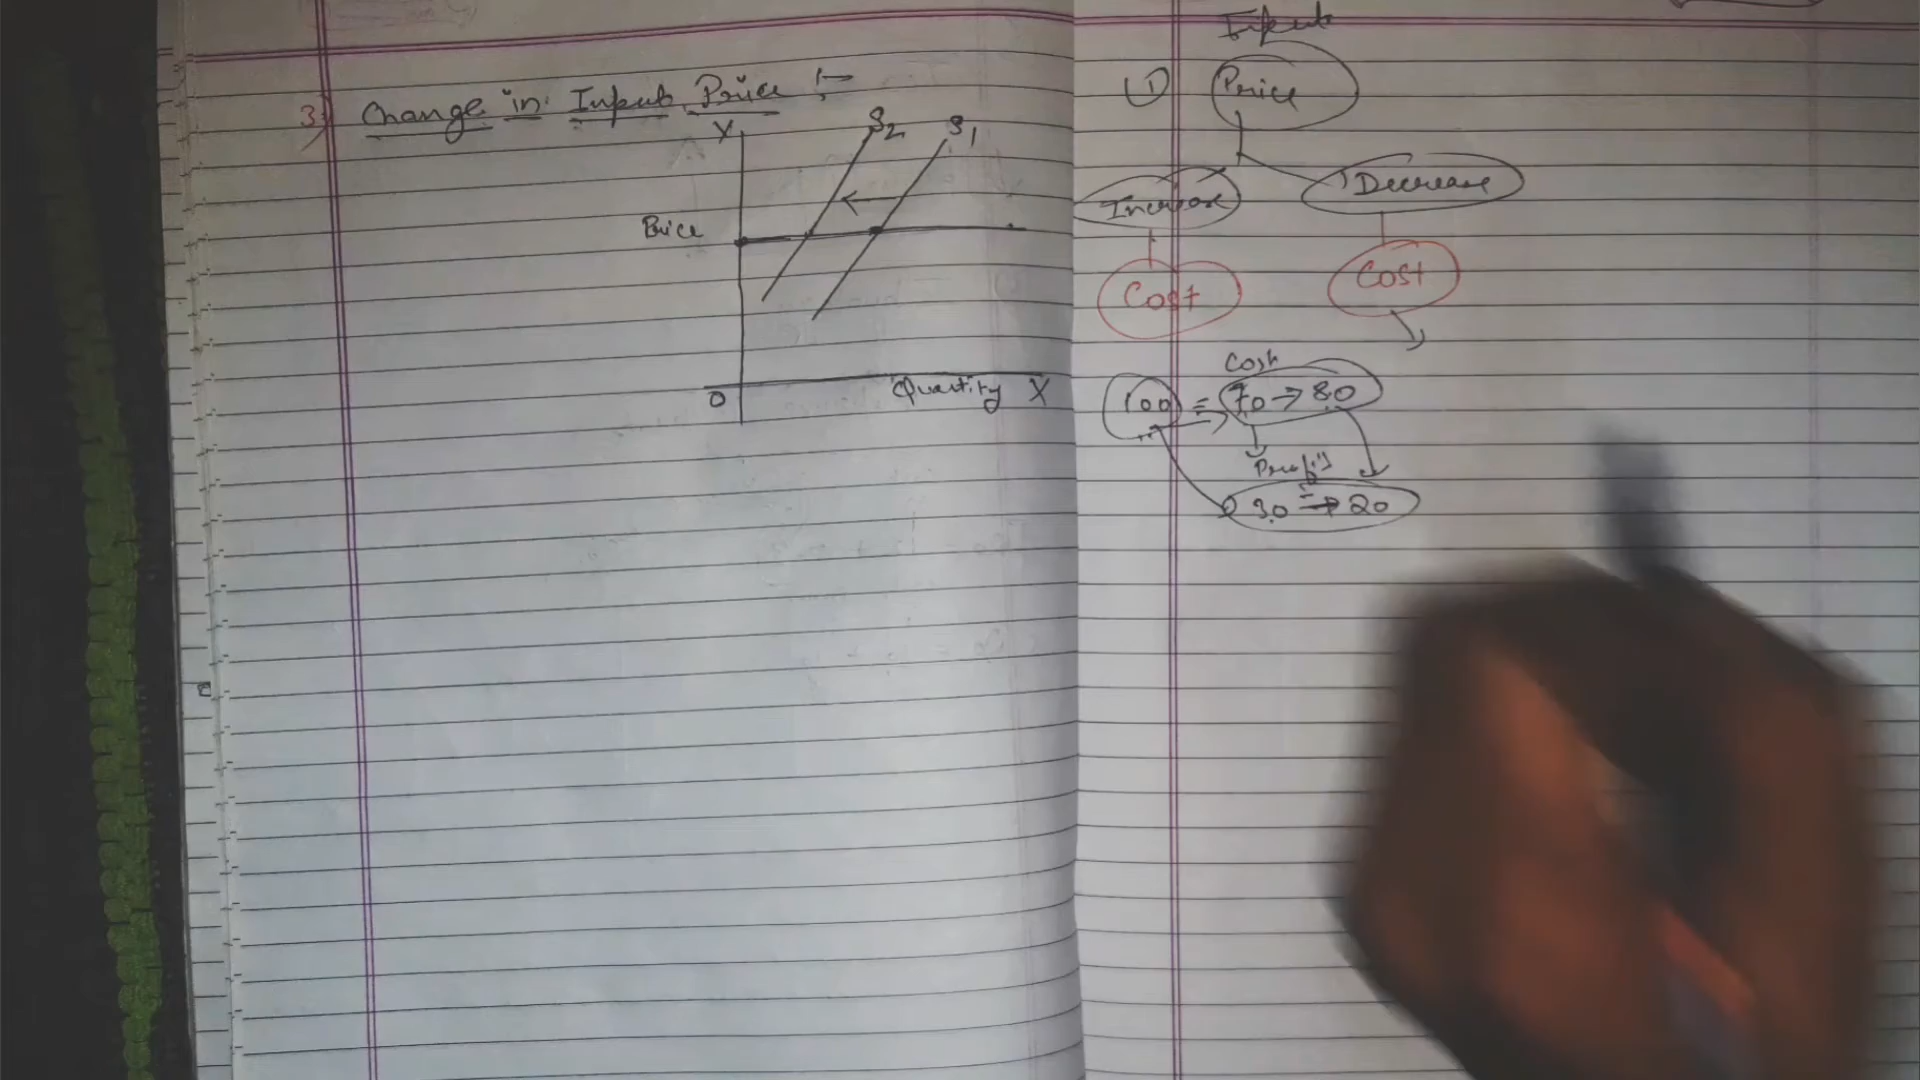 3) Change in Input Price :-
Y
S2
S1
Price
O
Quantity X
Input
① Price
Increase
Decrease
Cost
Cost
Cost
100 = 70 → 80
Profit
30 → 20